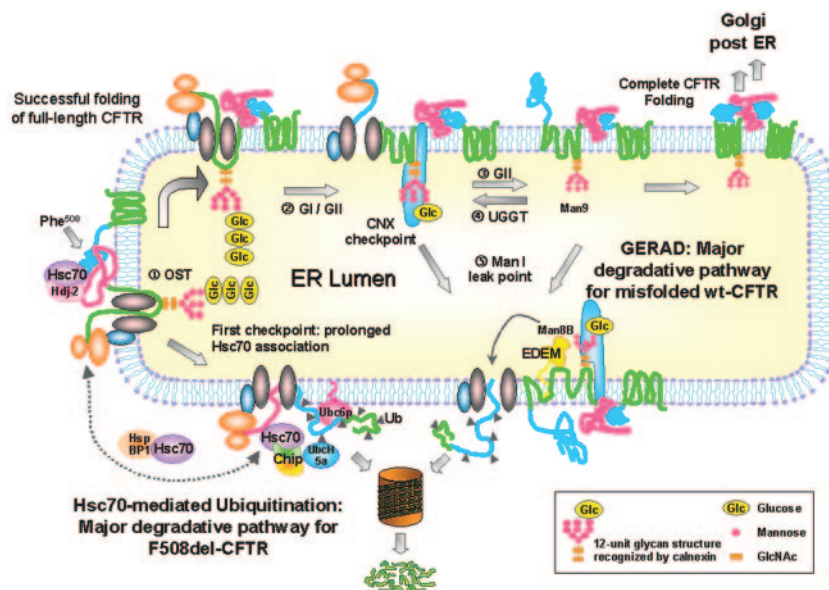 Golgi
post ER
Successful folding
of full-length CFTR
Complete CFTR
Folding
Phe508
Hsc70
Hdj-2
① OST
Glc
Glc
Glc
Glc Glc Glc
② GI / GII
Glc
CNX
checkpoint
③ GII
④ UGGT
Man9
⑤ Man I
leak point
ER Lumen
GERAD: Major
degradative pathway
for misfolded wt-CFTR
First checkpoint: prolonged
Hsc70 association
Man8B
Glc
EDEM
Ubc6p
Ub
Hsc70
Chip
UbcH
5a
Hsp
BP1
Hsc70
Hsc70-mediated Ubiquitination:
Major degradative pathway for
F508del-CFTR
Glc
12-unit glycan structure
recognized by calnexin
Glc Glucose
Mannose
GlcNAc